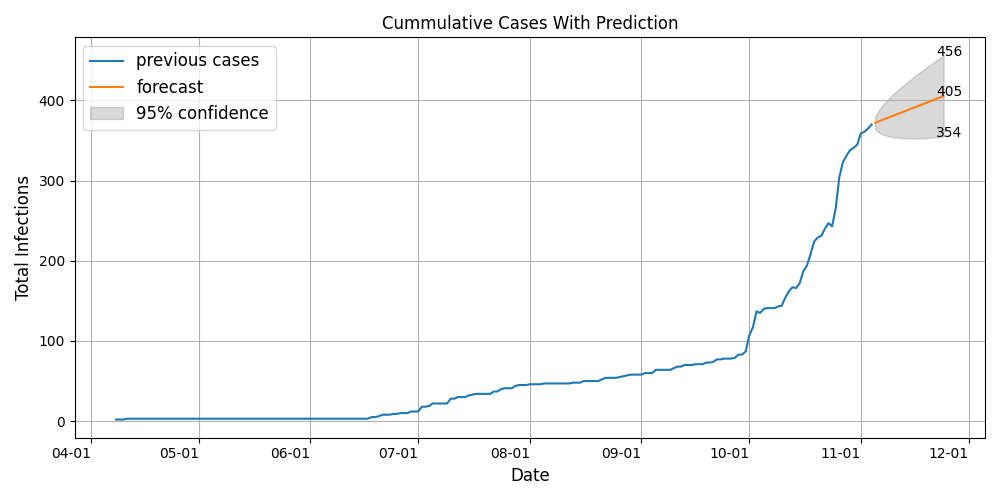 Cummulative Cases With Prediction
previous cases
forecast
95% confidence
456
405
354
400
300
200
100
0
Total Infections
04-01 05-01 06-01 07-01 08-01 09-01 10-01 11-01 12-01
Date